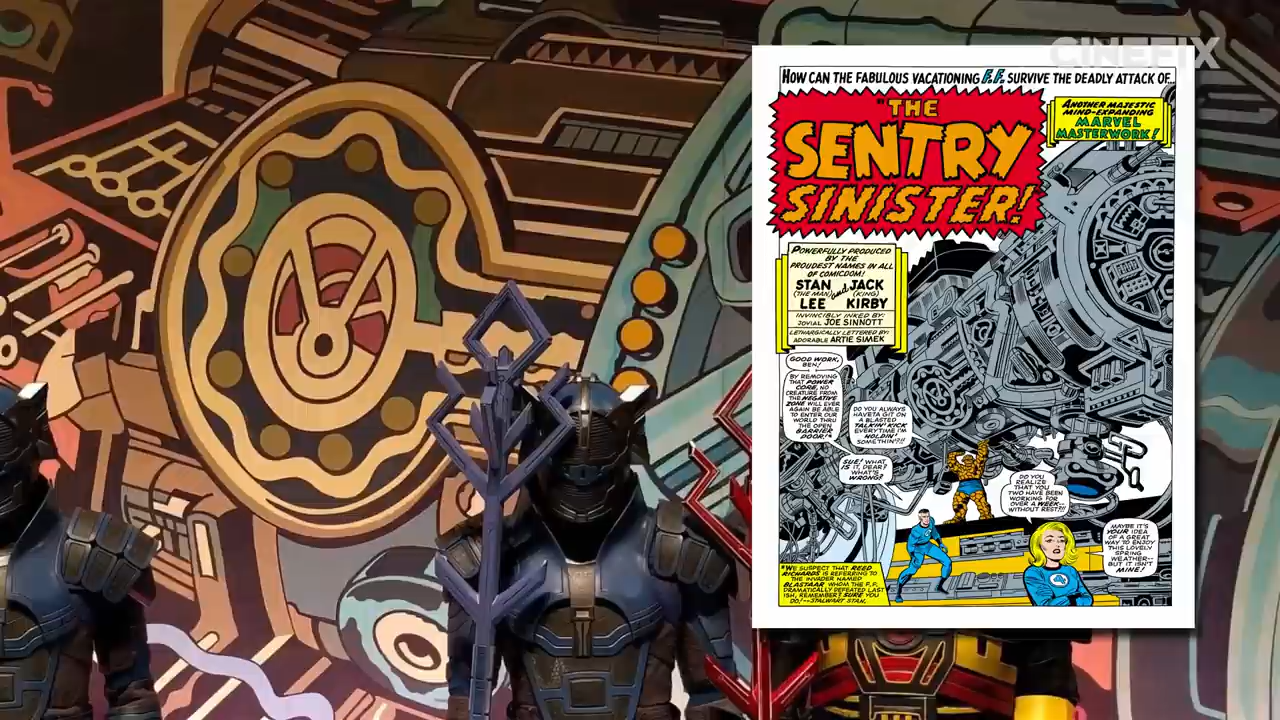 CINEFIX
HOW CAN THE FABULOUS VACATIONING F.F. SURVIVE THE DEADLY ATTACK OF...
"THE
SENTRY
SINISTER!
ANOTHER MAJESTIC
MIND-EXPANDING
MARVEL
MASTERWORK!
POWERFULLY PRODUCED
BY THE
PROUDEST NAMES IN ALL
OF COMICDOM!
STAN and JACK
(THE MAN) (KING)
LEE KIRBY
INVINCIBLY INKED BY:
JOVIAL JOE SINNOTT
LETHARGICALLY LETTERED BY:
ADORABLE ARTIE SIMEK
GOOD WORK,
BEN!
BY REMOVING
THAT POWER
CORE, NO
CREATURE FROM
THE NEGATIVE
ZONE WILL EVER
AGAIN BE ABLE
TO ENTER OUR
WORLD THRU
THE OPEN
BARRIER
DOOR!*
DO YOU ALWAYS
HAVETA GIT ON
A BLASTED
TALKIN' KICK
EVERYTIME I'M
HOLDIN'
SOMETHIN'?!!
SUE! WHAT
IS IT, DEAR?
WHAT'S
WRONG?
DO YOU
REALIZE
THAT YOU
TWO HAVE BEEN
WORKING FOR
OVER A WEEK--
WITHOUT REST?!!
MAYBE IT'S
YOUR IDEA
OF A GREAT
WAY TO ENJOY
THIS LOVELY
SPRING
WEATHER--
BUT IT ISN'T
MINE!
*WE SUSPECT THAT REED
RICHARDS IS REFERRING TO
THE INVADER NAMED
BLASTAAR WHOM THE F.F.
DRAMATICALLY DEFEATED LAST
ISH, REMEMBER? SURE YOU
DO!--STALWART STAN.